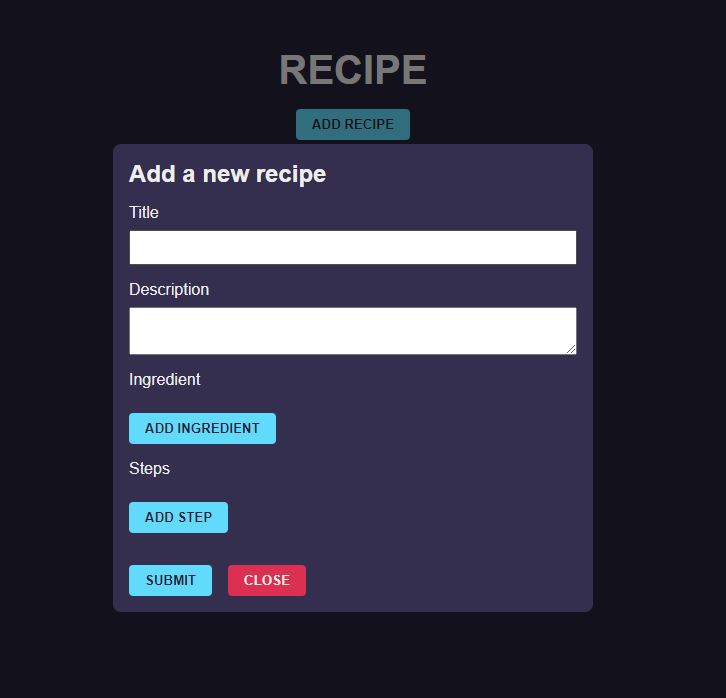 RECIPE
ADD RECIPE
Add a new recipe
Title
Description
Ingredient
ADD INGREDIENT
Steps
ADD STEP
SUBMIT CLOSE